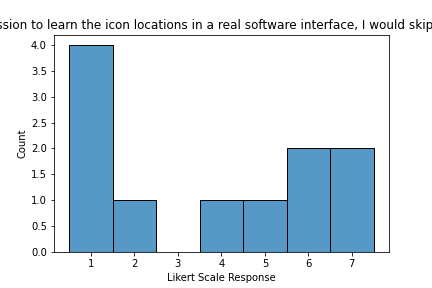 ssion to learn the icon locations in a real software interface, I would skip
4.0
3.5
3.0
2.5
2.0
1.5
1.0
0.5
0.0
Count
1 2 3 4 5 6 7
Likert Scale Response